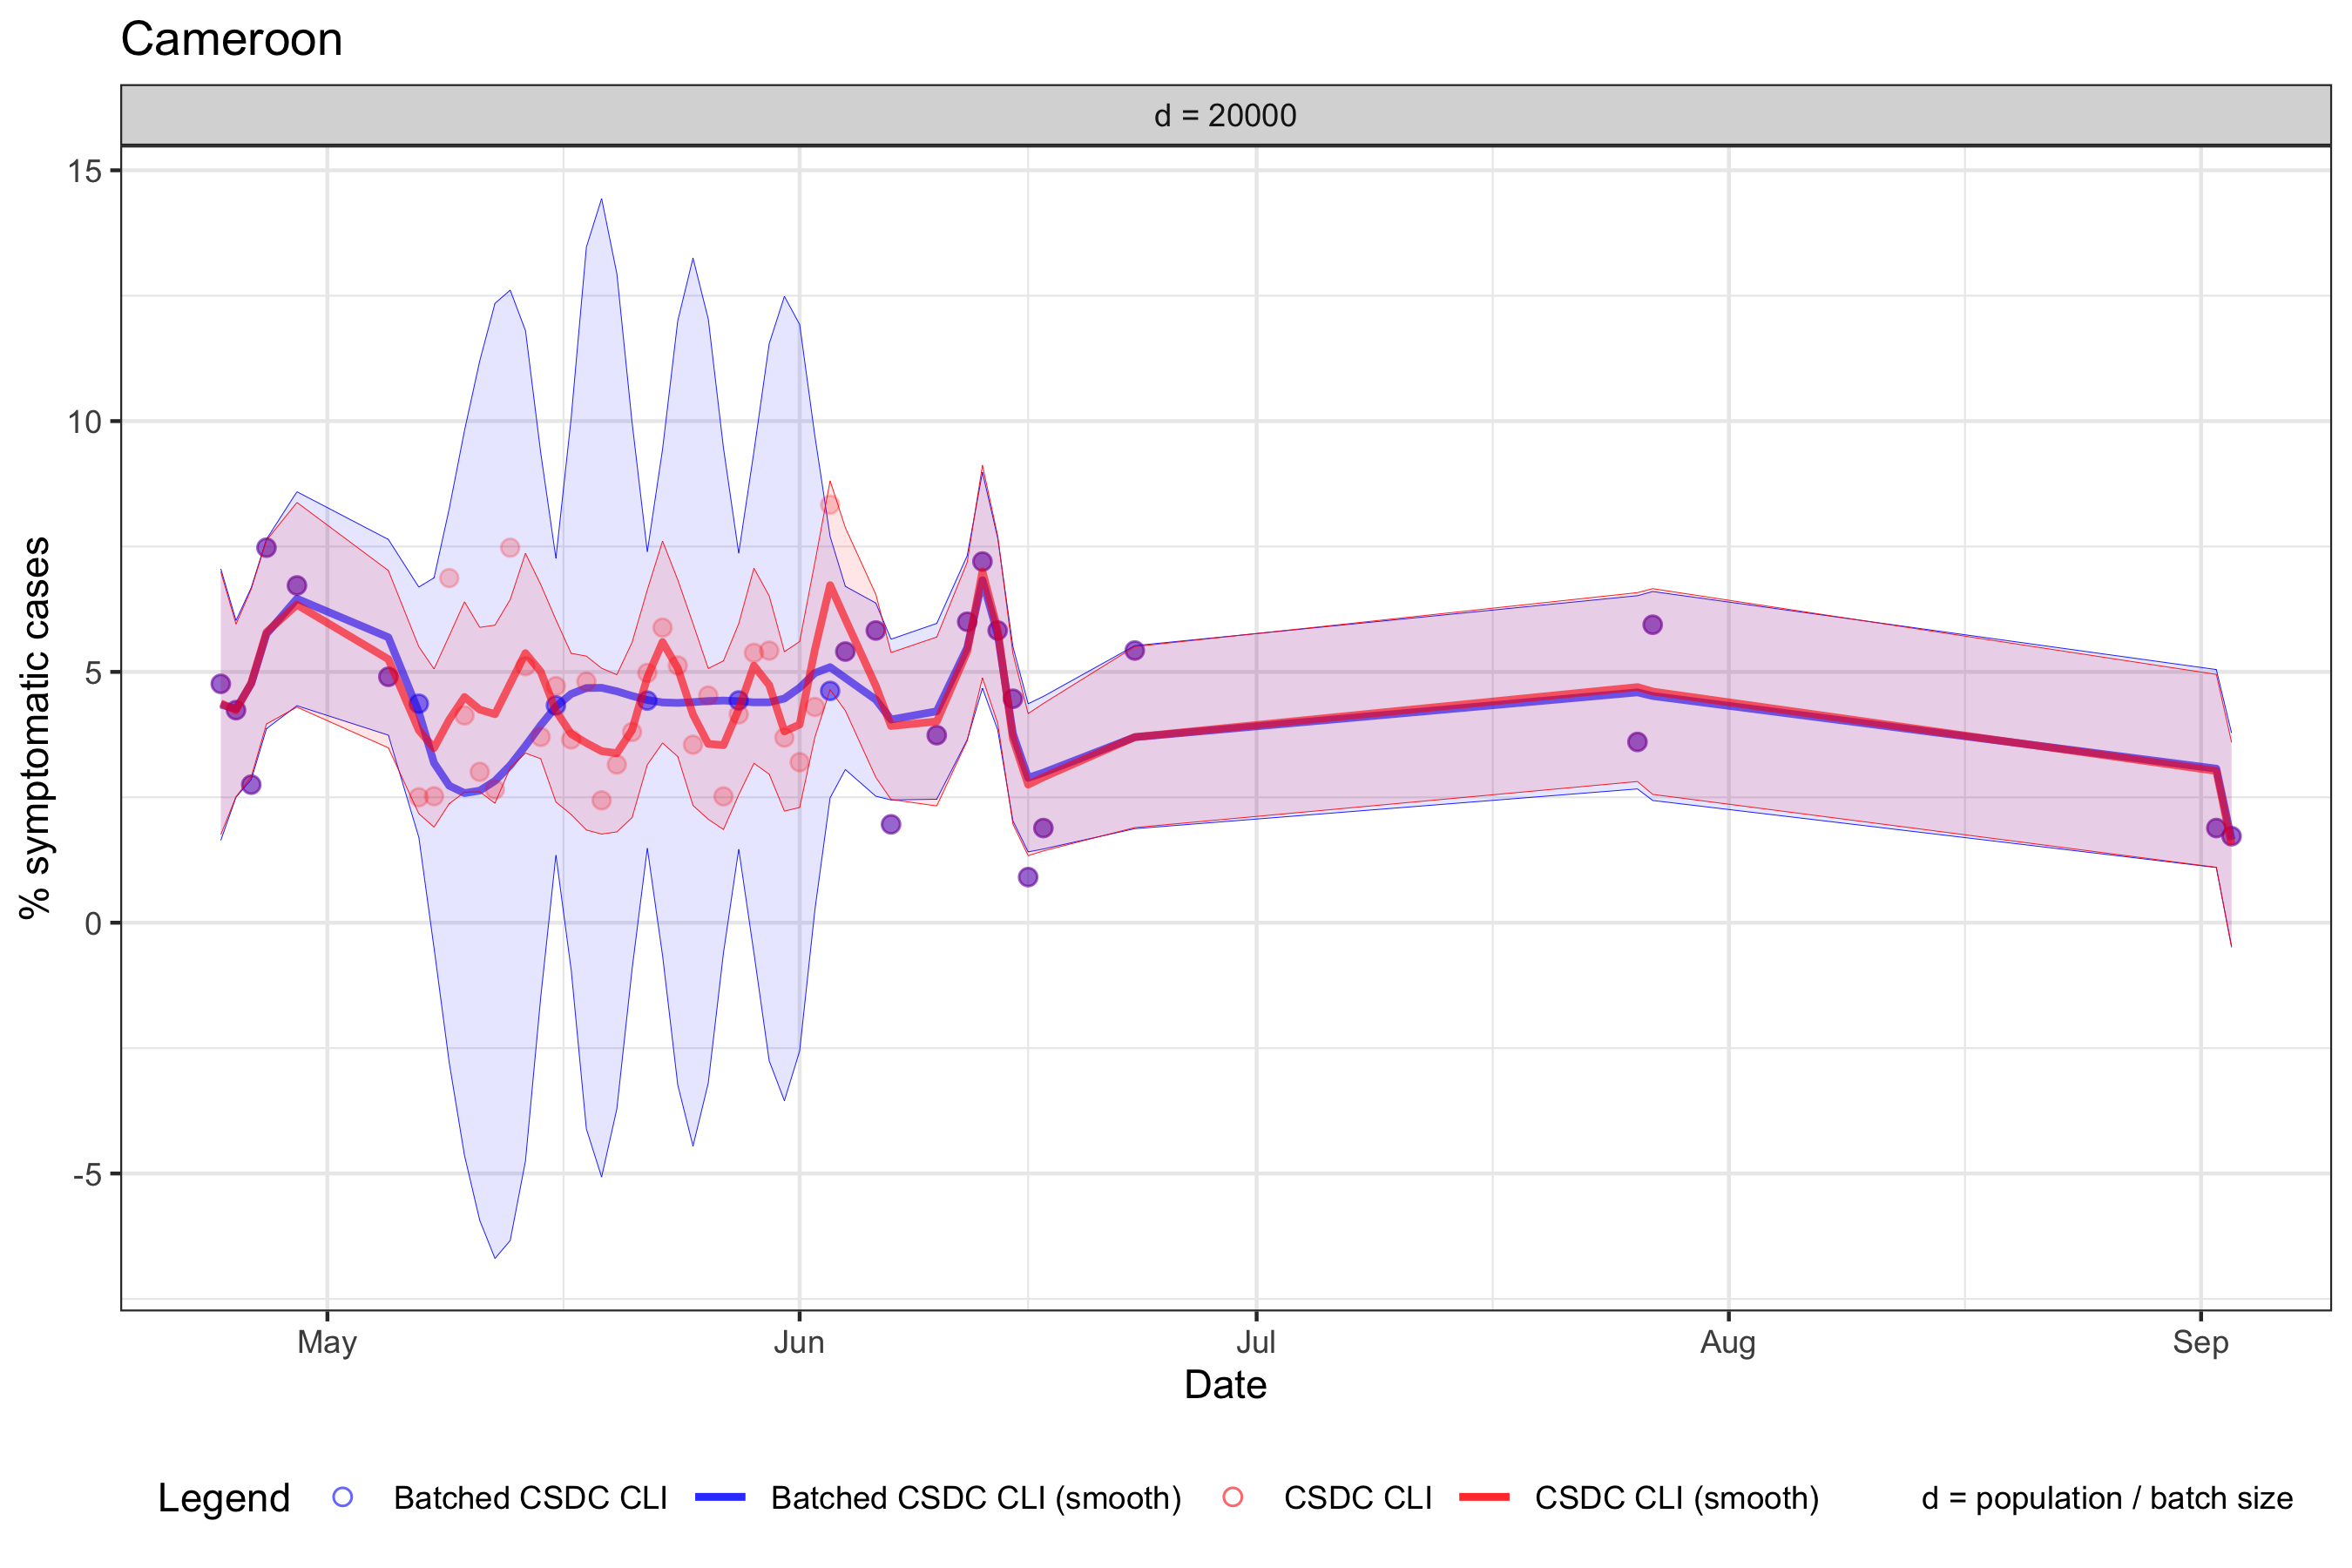 Cameroon
d = 20000
% symptomatic cases
15
10
5
0
-5
May Jun Jul Aug Sep
Date
Legend Batched CSDC CLI Batched CSDC CLI (smooth) CSDC CLI CSDC CLI (smooth) d = population / batch size